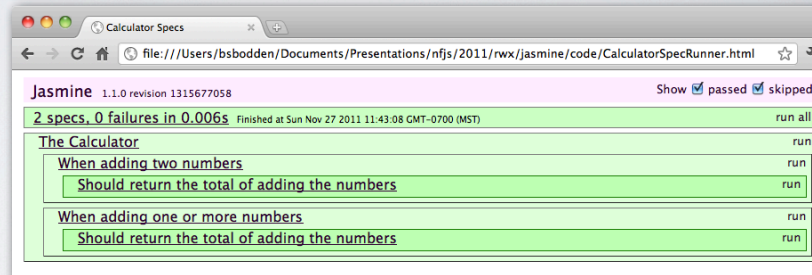 Calculator Specs
file:///Users/bsbodden/Documents/Presentations/nfjs/2011/rwx/jasmine/code/CalculatorSpecRunner.html
Jasmine 1.1.0 revision 1315677058 Show passed skipped
2 specs, 0 failures in 0.006s Finished at Sun Nov 27 2011 11:43:08 GMT-0700 (MST) run all
The Calculator run
When adding two numbers run
Should return the total of adding the numbers run
When adding one or more numbers run
Should return the total of adding the numbers run